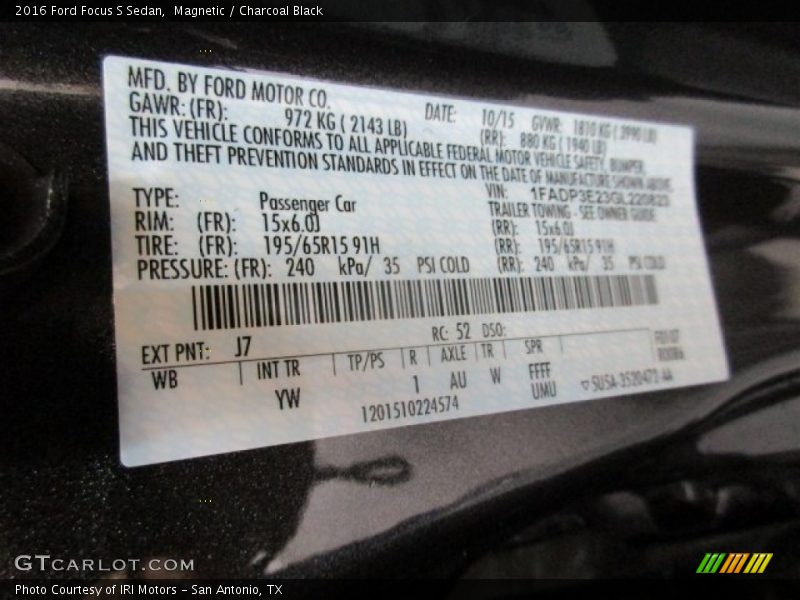 2016 Ford Focus S Sedan, Magnetic / Charcoal Black
MFD. BY FORD MOTOR CO.
DATE: 10/15 GVWR: 1810 KG ( 3990 LB)
GAWR: (FR): 972 KG ( 2143 LB) (RR): 880 KG ( 1940 LB)
THIS VEHICLE CONFORMS TO ALL APPLICABLE FEDERAL MOTOR VEHICLE SAFETY, BUMPER,
AND THEFT PREVENTION STANDARDS IN EFFECT ON THE DATE OF MANUFACTURE SHOWN ABOVE.
VIN: 1FADP3E23GL220823
TYPE: Passenger Car TRAILER TOWING - SEE OWNER GUIDE
RIM: (FR): 15x6.0J (RR): 15x6.0J
TIRE: (FR): 195/65R15 91H (RR): 195/65R15 91H
PRESSURE: (FR): 240 kPa/ 35 PSI COLD (RR): 240 kPa/ 35 PSI COLD
EXT PNT: J7 RC: 52 DSO:
WB INT TR TP/PS R AXLE TR SPR
YW 1 AU W FFFF
UMU
1201510224574 5U5A-3520472-AA
GTCARLOT.COM
Photo Courtesy of IRI Motors – San Antonio, TX